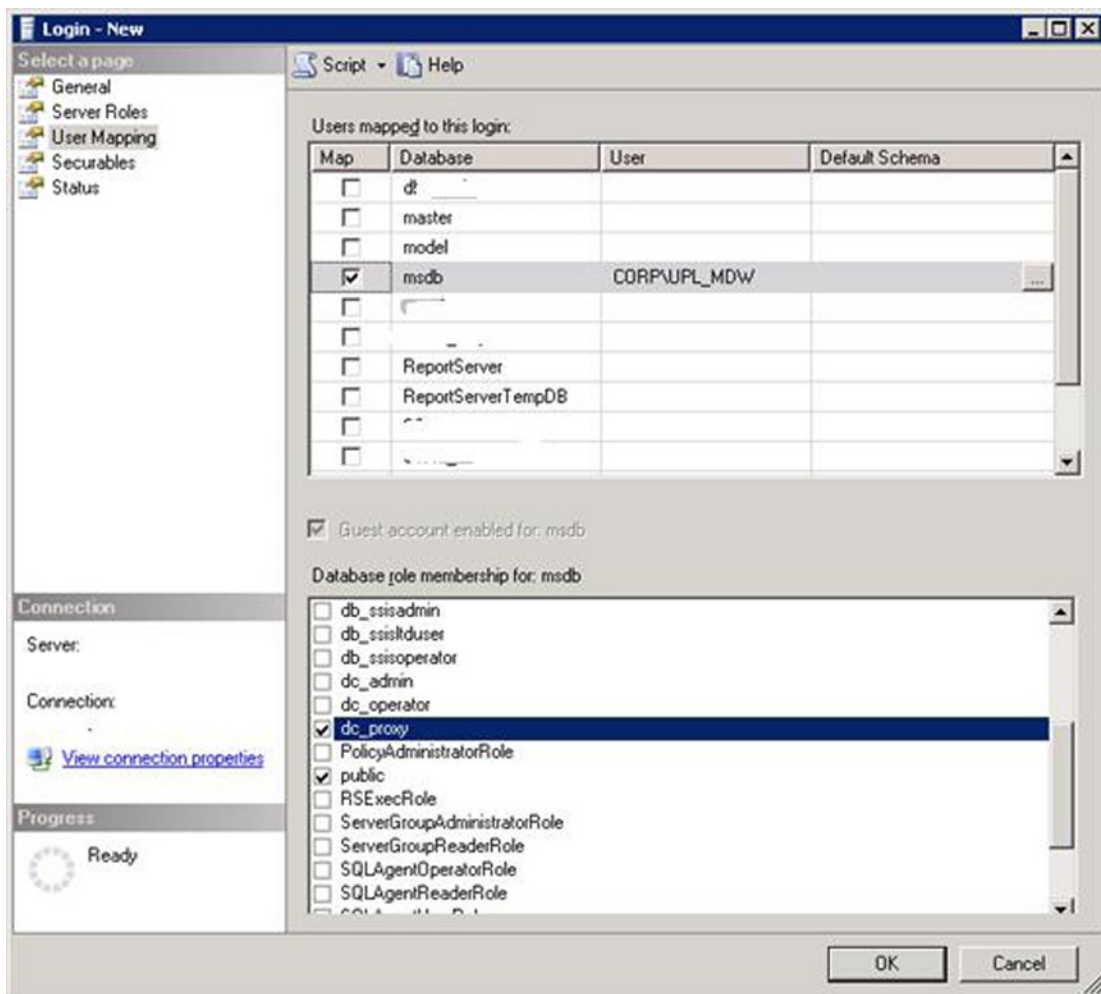 Login - New
Select a page
General
Server Roles
User Mapping
Securables
Status
Script Help
Users mapped to this login:
Map Database User Default Schema
master
model
msdb CORP\UPL_MDW ...
ReportServer
ReportServerTempDB
Guest account enabled for: msdb
Database role membership for: msdb
db_ssisadmin
db_ssisltduser
db_ssisoperator
dc_admin
dc_operator
dc_proxy
PolicyAdministratorRole
public
RSExecRole
ServerGroupAdministratorRole
ServerGroupReaderRole
SQLAgentOperatorRole
SQLAgentReaderRole
Connection
Server:
Connection:
View connection properties
Progress
Ready
OK Cancel